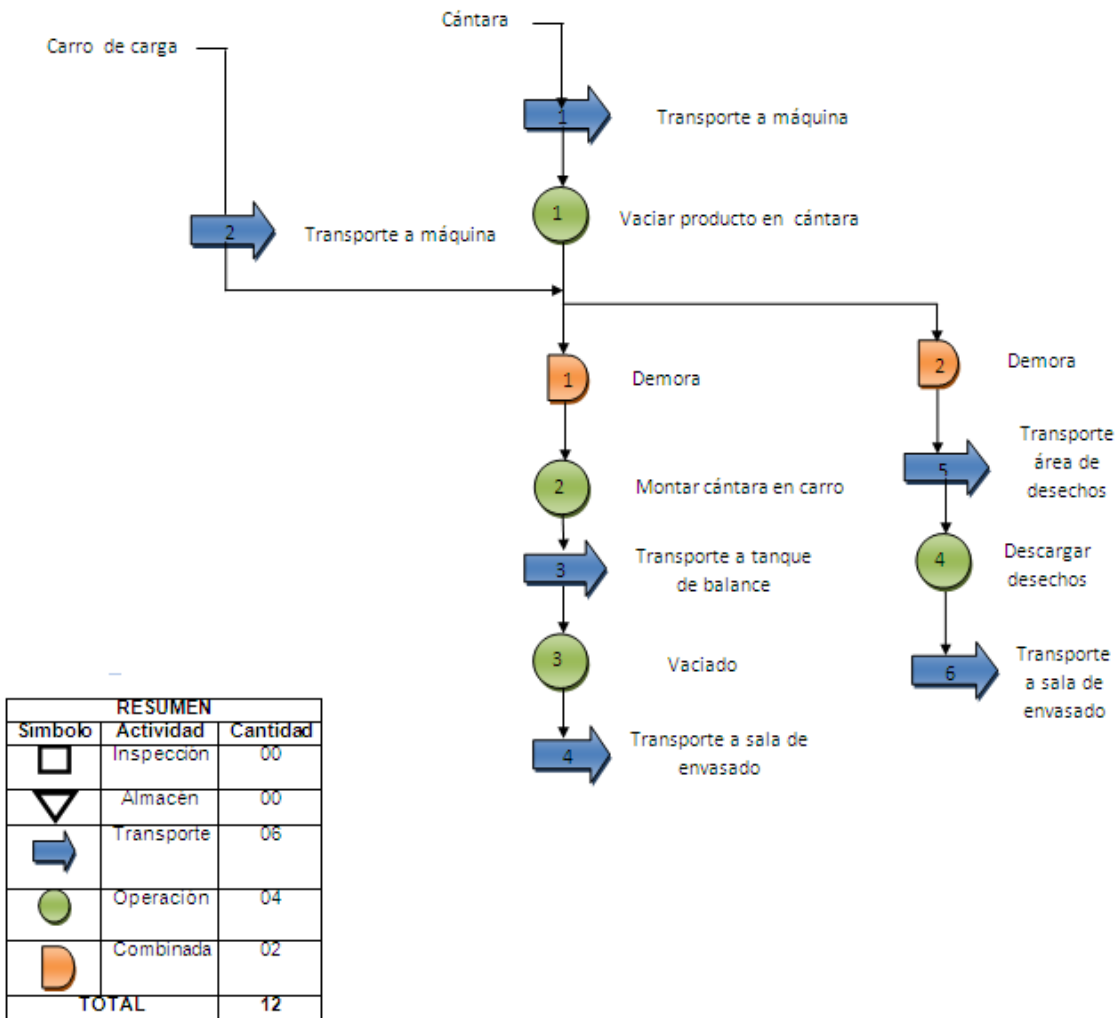 Cántara
Carro de carga
1
Transporte a máquina
1
Vaciar producto en cántara
2
Transporte a máquina
1
Demora
2
Demora
2
Montar cántara en carro
5
Transporte
área de
desechos
3
Transporte a tanque
de balance
4
Descargar
desechos
3
Vaciado
6
Transporte
a sala de
envasado
4
Transporte a sala de
envasado
RESUMEN
Símbolo Actividad Cantidad
Inspección 00
Almacén 00
Transporte 06
Operación 04
Combinada 02
TOTAL 12